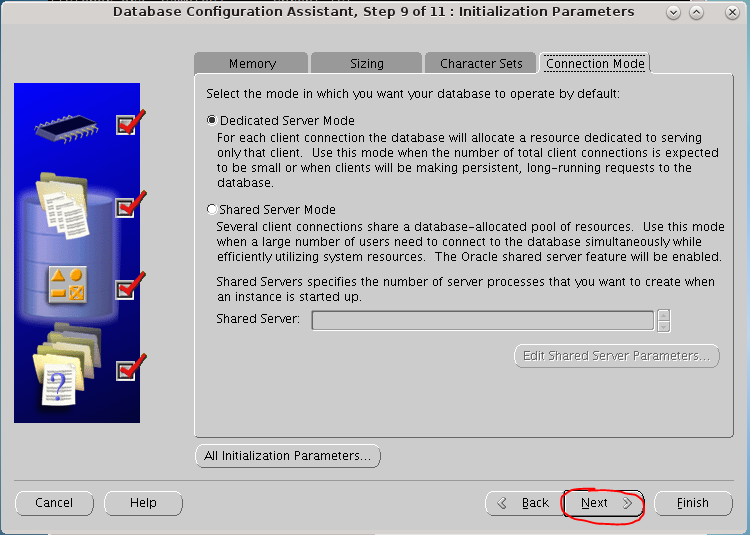 Database Configuration Assistant, Step 9 of 11 : Initialization Parameters
Memory
Sizing
Character Sets
Connection Mode
Select the mode in which you want your database to operate by default:
Dedicated Server Mode
For each client connection the database will allocate a resource dedicated to serving
only that client.  Use this mode when the number of total client connections is expected
to be small or when clients will be making persistent, long-running requests to the
database.
Shared Server Mode
Several client connections share a database-allocated pool of resources.  Use this mode
when a large number of users need to connect to the database simultaneously while
efficiently utilizing system resources.  The Oracle shared server feature will be enabled.
Shared Servers specifies the number of server processes that you want to create when
an instance is started up.
Shared Server:
Edit Shared Server Parameters...
?
All Initialization Parameters...
Cancel
Help
Back
Next
Finish